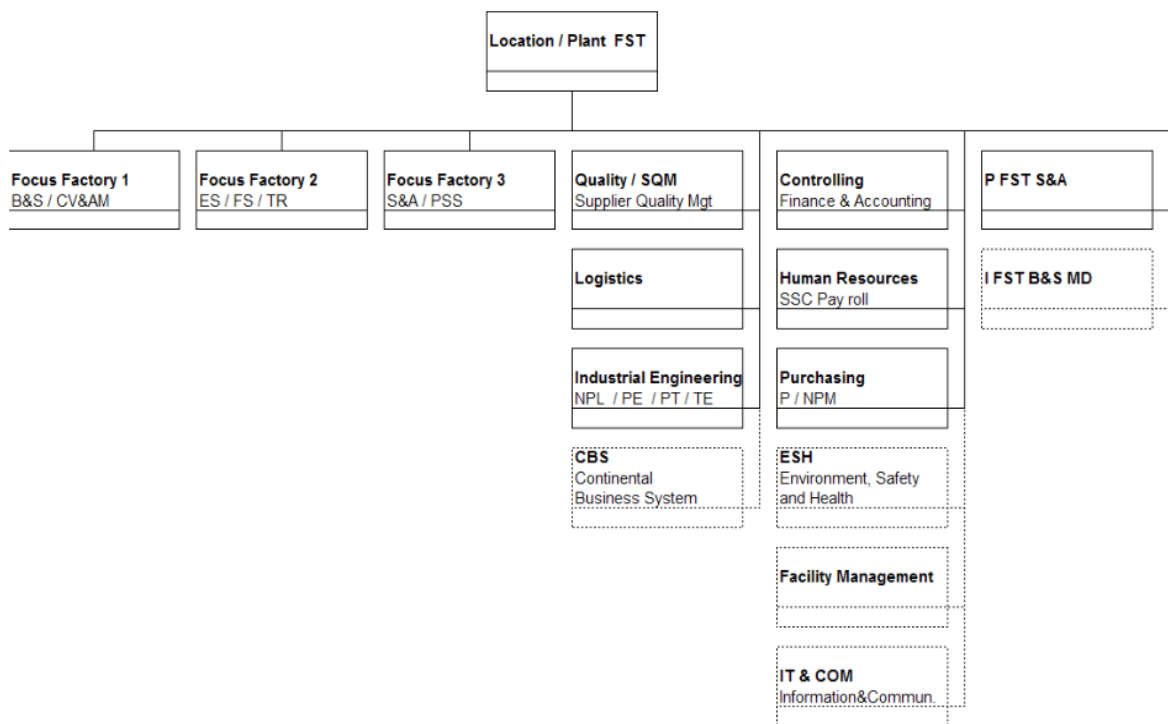 Location / Plant  FST
Focus Factory 1
B&S / CV&AM
Focus Factory 2
ES / FS / TR
Focus Factory 3
S&A / PSS
Quality / SQM
Supplier Quality Mgt
Controlling
Finance & Accounting
P FST S&A
Logistics
Human Resources
SSC Pay roll
I FST B&S MD
Industrial Engineering
NPL  / PE  / PT / TE
Purchasing
P / NPM
CBS
Continental
Business System
ESH
Environment, Safety
and Health
Facility Management
IT & COM
Information&Commun.